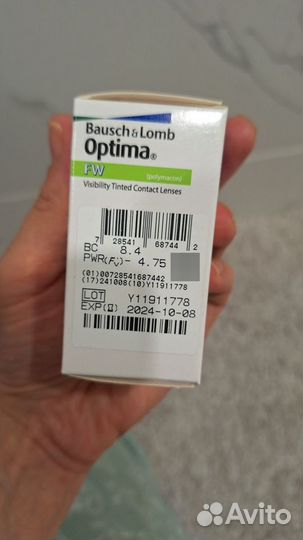 Bausch & Lomb
Optima®
FW
(polymacon)
Visibility Tinted Contact Lenses
7 28541 68744 2
BC 8.4
PWR(Fv)- 4.75
(01)00728541687442
(17)241008(10)Y11911778
LOT Y11911778
EXP 2024-10-08
Avito